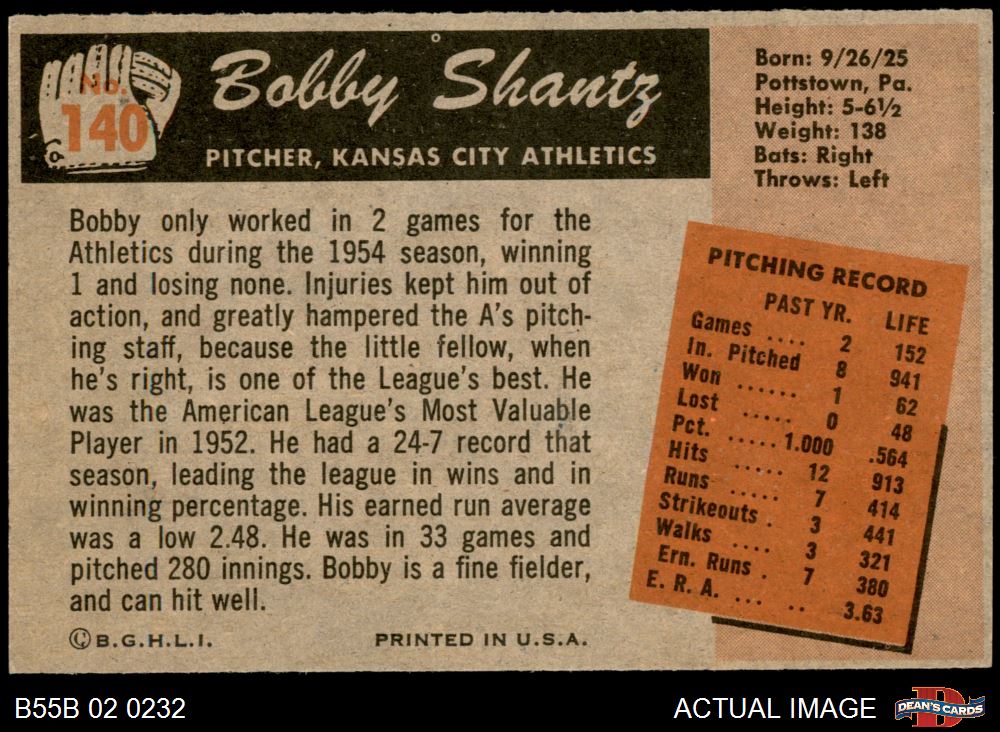 No.
140
Bobby Shantz
PITCHER, KANSAS CITY ATHLETICS
Born: 9/26/25
Pottstown, Pa.
Height: 5-6½
Weight: 138
Bats: Right
Throws: Left
Bobby only worked in 2 games for the
Athletics during the 1954 season, winning
1 and losing none. Injuries kept him out of
action, and greatly hampered the A's pitch-
ing staff, because the little fellow, when
he's right, is one of the League's best. He
was the American League's Most Valuable
Player in 1952. He had a 24-7 record that
season, leading the league in wins and in
winning percentage. His earned run average
was a low 2.48. He was in 33 games and
pitched 280 innings. Bobby is a fine fielder,
and can hit well.
©B.G.H.L.I. PRINTED IN U.S.A.
PITCHING RECORD
PAST YR. LIFE
Games .... 2 152
In. Pitched 8 941
Won ...... 1 62
Lost ..... 0 48
Pct. ..... 1.000 .564
Hits ..... 12 913
Runs ..... 7 414
Strikeouts . 3 441
Walks .... 3 321
Ern. Runs . 7 380
E. R. A. ... .. 3.63
B55B 02 0232
ACTUAL IMAGE
D
DEAN'S CARDS